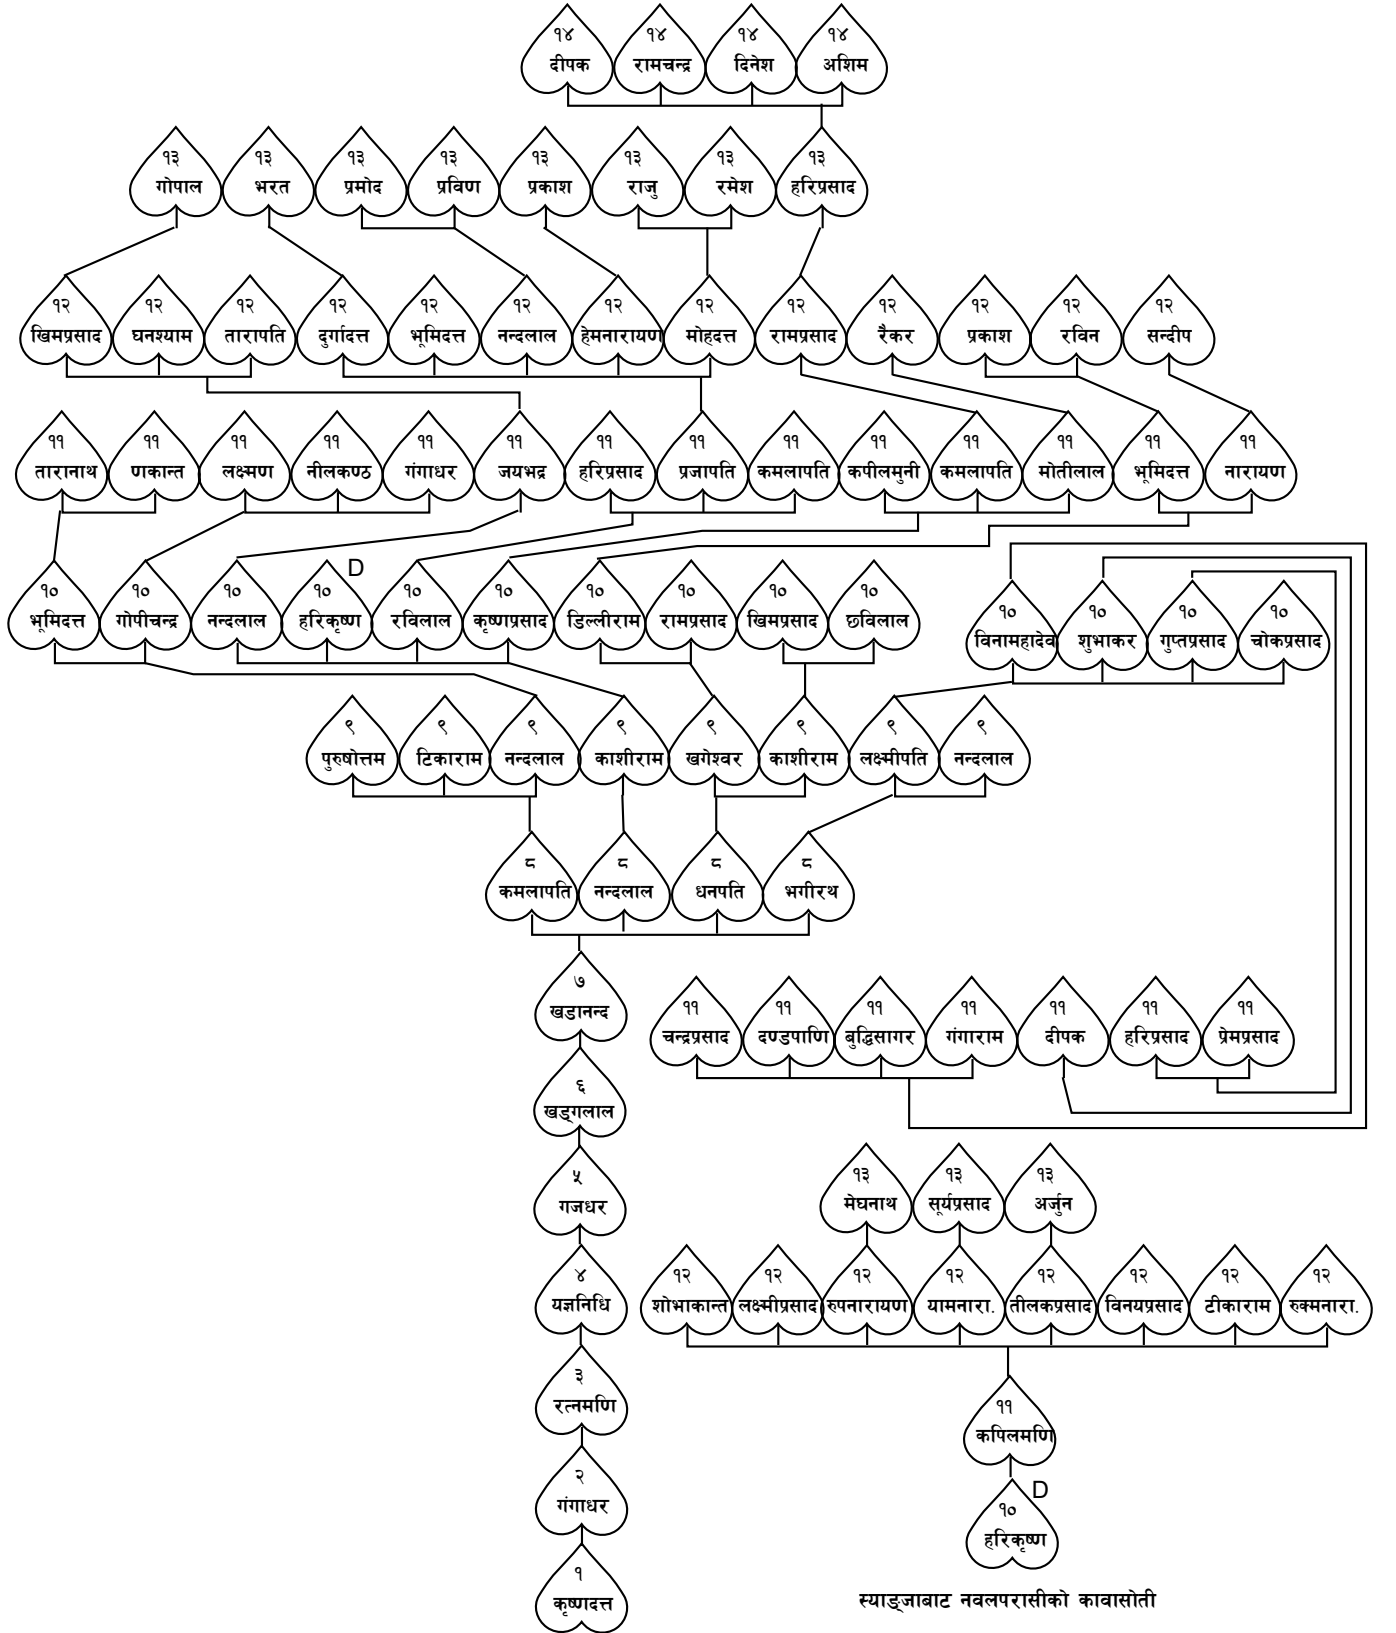 १४ १४ १४ १४
दीपक रामचन्द्र दिनेश अशिम
१३ १३ १३ १३ १३ १३ १३ १३
गोपाल भरत प्रमोद प्रविण प्रकाश राजु रमेश हरिप्रसाद
१२ १२ १२ १२ १२ १२ १२ १२ १२ १२ १२ १२ १२
खिमप्रसाद घनश्याम तारापति दुर्गादत्त भूमिदत्त नन्दलाल हेमनारायण मोहदत्त रामप्रसाद रैकर प्रकाश रविन सन्दीप
११ ११ ११ ११ ११ ११ ११ ११ ११ ११ ११ ११ ११ ११
तारानाथ णकान्त लक्ष्मण नीलकण्ठ गंगाधर जयभद्र हरिप्रसाद प्रजापति कमलापति कपीलमुनी कमलापति मोतीलाल भूमिदत्त नारायण
D
१० १० १० १० १० १० १० १० १० १०
भूमिदत्त गोपीचन्द्र नन्दलाल हरिकृष्ण रविलाल कृष्णप्रसाद डिल्लीराम रामप्रसाद खिमप्रसाद छविलाल
१० १० १० १०
विनामहादेव शुभाकर गुप्तप्रसाद चोकप्रसाद
९ ९ ९ ९ ९ ९ ९ ९
पुरुषोत्तम टिकाराम नन्दलाल काशीराम खगेश्वर काशीराम लक्ष्मीपति नन्दलाल
८ ८ ८ ८
कमलापति नन्दलाल धनपति भगीरथ
७
खडानन्द
११ ११ ११ ११ ११ ११ ११
चन्द्रप्रसाद दण्डपाणि बुद्धिसागर गंगाराम दीपक हरिप्रसाद प्रेमप्रसाद
६
खड्गलाल
५
गजधर
१३ १३ १३
मेघनाथ सूर्यप्रसाद अर्जुन
४
यज्ञनिधि
१२ १२ १२ १२ १२ १२ १२ १२
शोभाकान्त लक्ष्मीप्रसाद रुपनारायण यामनारा. तीलकप्रसाद विनयप्रसाद टीकाराम रुक्मनारा.
३
रत्नमणि
११
कपिलमणि
२
गंगाधर
D
१०
हरिकृष्ण
१
कृष्णदत्त
स्याङ्जाबाट नवलपरासीको कावासोती